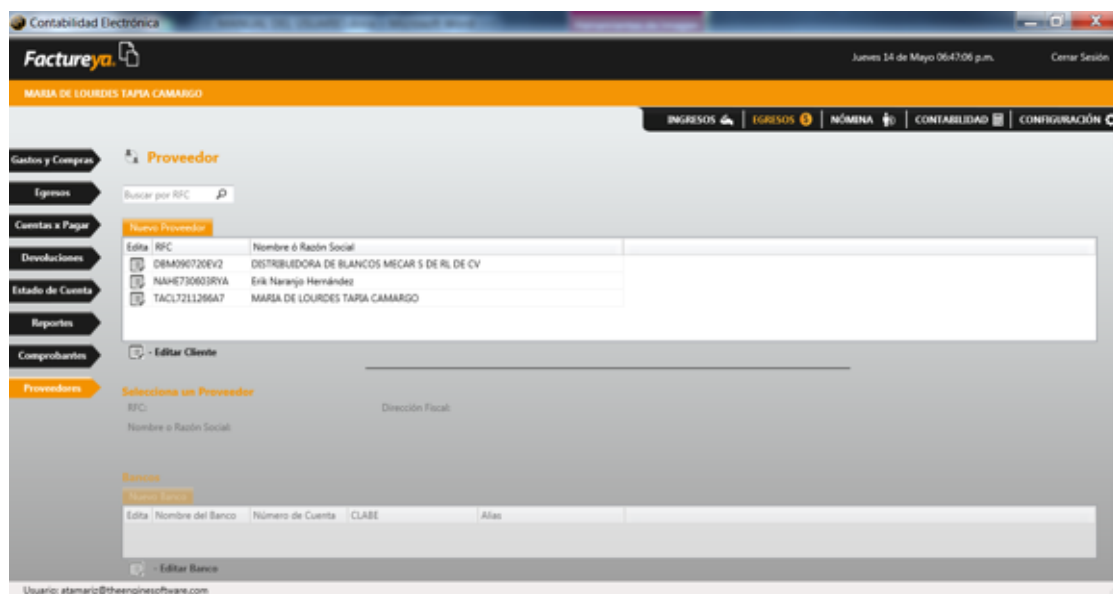 Contabilidad Electrónica
Factureya.
Jueves 14 de Mayo 06:47:06 p.m.
Cerrar Sesión
MARIA DE LOURDES TAPIA CAMARGO
INGRESOS
EGRESOS
NÓMINA
CONTABILIDAD
CONFIGURACIÓN
Gastos y Compras
Egresos
Cuentas x Pagar
Devoluciones
Estado de Cuenta
Reportes
Comprobantes
Proveedores
Proveedor
Buscar por RFC
Nuevo Proveedor
Edita RFC Nombre ó Razón Social
DBM090720EV2 DISTRIBUIDORA DE BLANCOS MECAR S DE RL DE CV
NAHE730603RYA Erik Naranjo Hernández
TACL7211266A7 MARIA DE LOURDES TAPIA CAMARGO
- Editar Cliente
Selecciona un Proveedor
RFC: Dirección Fiscal:
Nombre o Razón Social:
Bancos
Nuevo Banco
Edita Nombre del Banco Número de Cuenta CLABE Alias
- Editar Banco
Usuario: atamariz@theenginesoftware.com